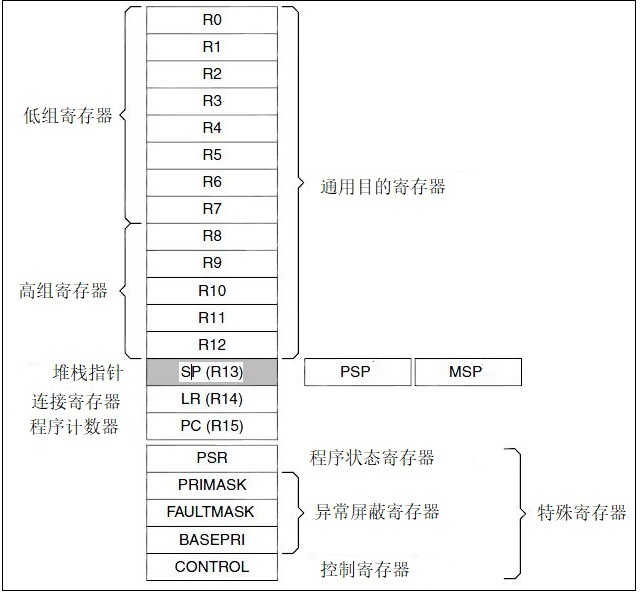 R0
R1
R2
R3
低组寄存器
R4
R5
R6
通用目的寄存器
R7
R8
R9
高组寄存器
R10
R11
R12
堆栈指针 SP (R13) PSP MSP
连接寄存器 LR (R14)
程序计数器 PC (R15)
PSR 程序状态寄存器
PRIMASK
FAULTMASK 异常屏蔽寄存器 特殊寄存器
BASEPRI
CONTROL 控制寄存器